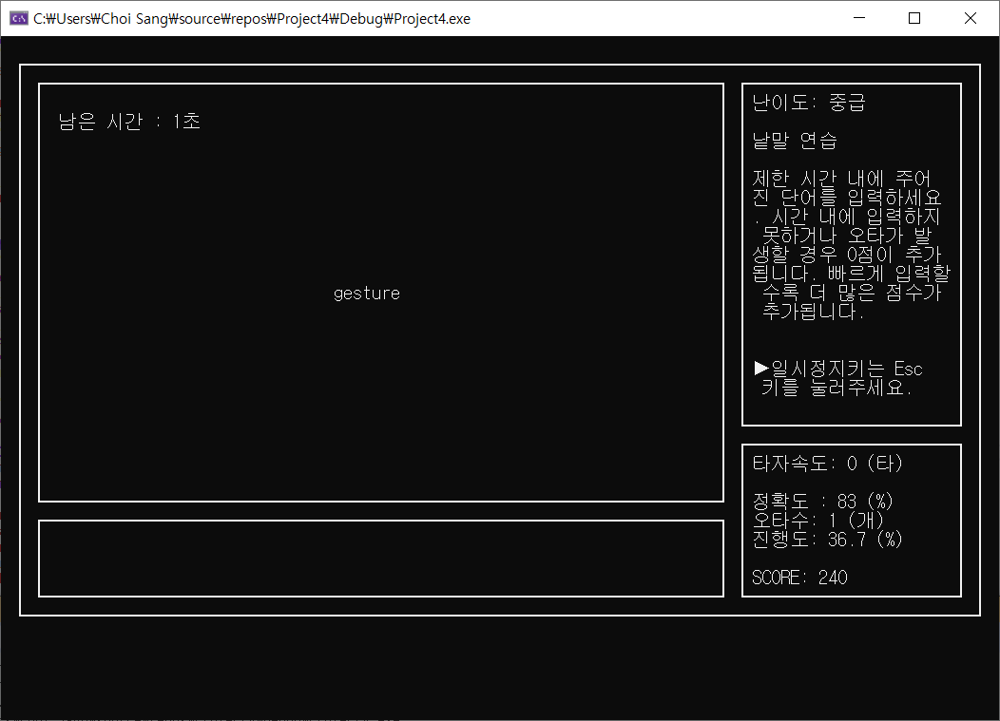 C:\Users\Choi Sang\source\repos\Project4\Debug\Project4.exe
남은 시간 : 1초
gesture
난이도: 중급
낱말 연습
제한 시간 내에 주어
진 단어를 입력하세요
. 시간 내에 입력하지
못하거나 오타가 발
생할 경우 0점이 추가
됩니다. 빠르게 입력할
수록 더 많은 점수가
추가됩니다.
▶일시정지키는 Esc
키를 눌러주세요.
타자속도: 0 (타)
정확도 : 83 (%)
오타수: 1 (개)
진행도: 36.7 (%)
SCORE: 240